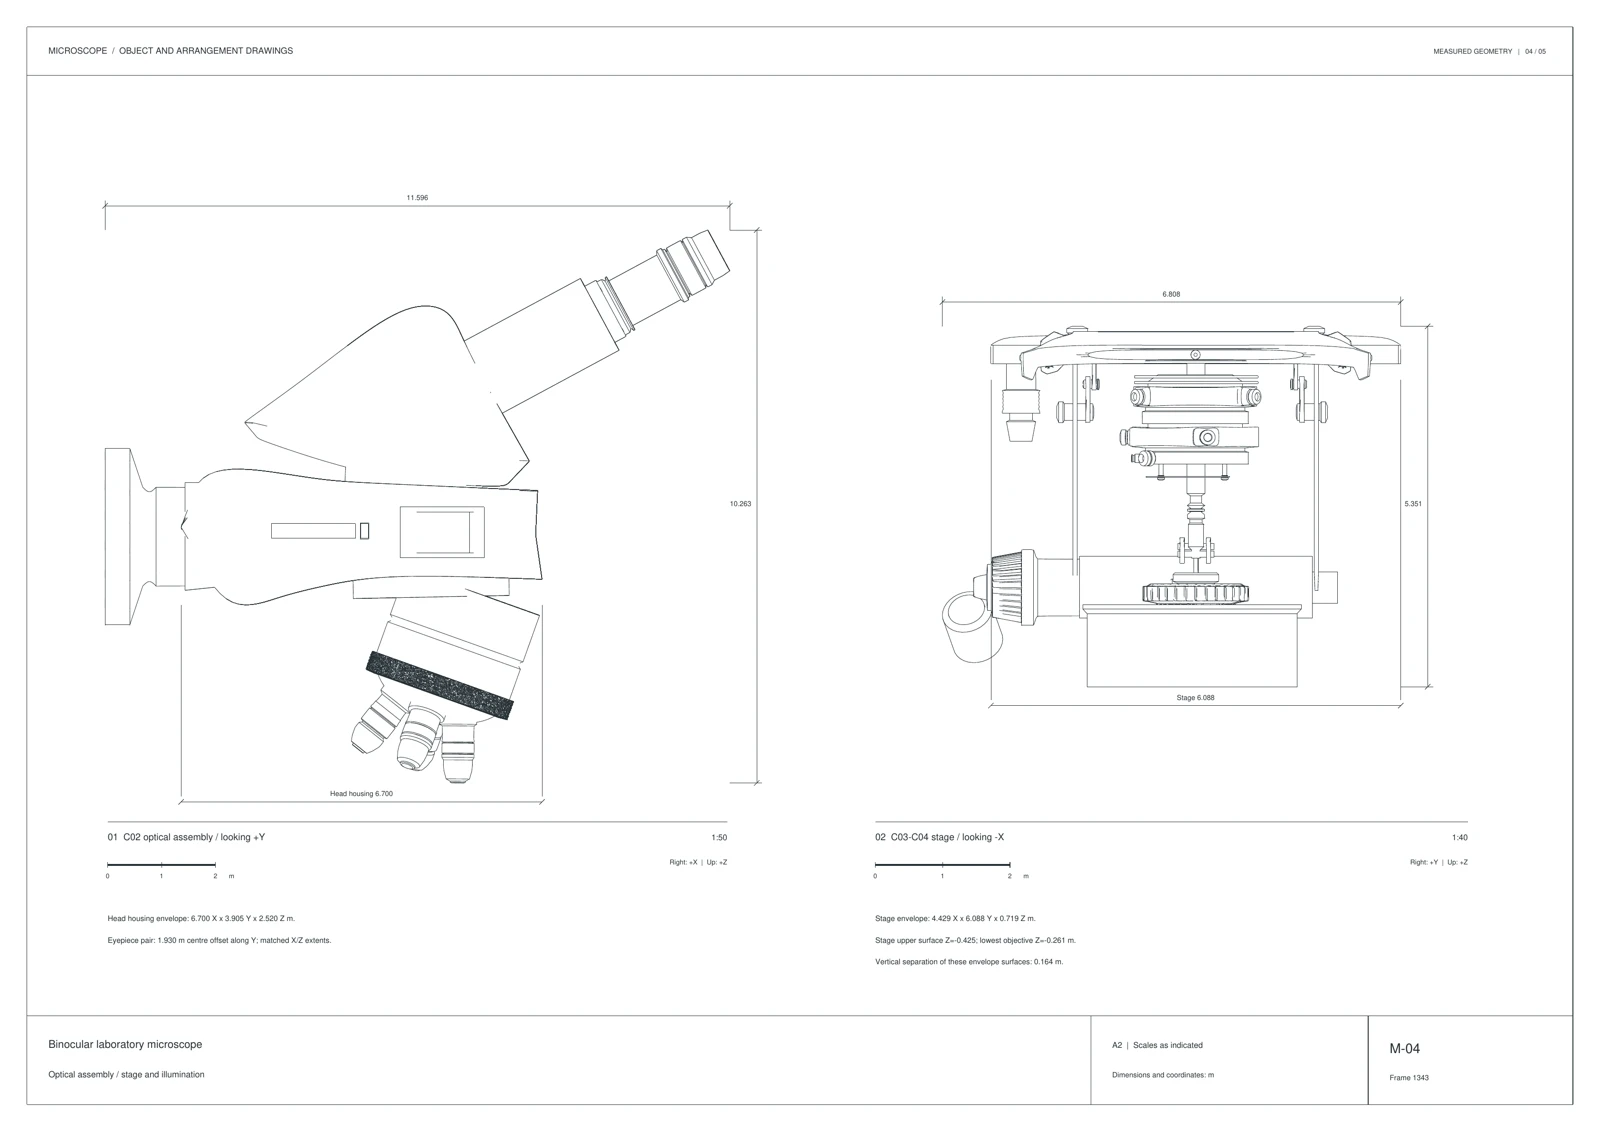 MICROSCOPE / OBJECT AND ARRANGEMENT DRAWINGS
MEASURED GEOMETRY | 04 / 05
11.596
10.263
Head housing 6.700
6.808
5.351
Stage 6.088
01 C02 optical assembly / looking +Y
1:50
0 1 2 m
Right: +X | Up: +Z
Head housing envelope: 6.700 X x 3.905 Y x 2.520 Z m.
Eyepiece pair: 1.930 m centre offset along Y; matched X/Z extents.
02 C03-C04 stage / looking -X
1:40
0 1 2 m
Right: +Y | Up: +Z
Stage envelope: 4.429 X x 6.088 Y x 0.719 Z m.
Stage upper surface Z=-0.425; lowest objective Z=-0.261 m.
Vertical separation of these envelope surfaces: 0.164 m.
Binocular laboratory microscope
Optical assembly / stage and illumination
A2 | Scales as indicated
Dimensions and coordinates: m
M-04
Frame 1343